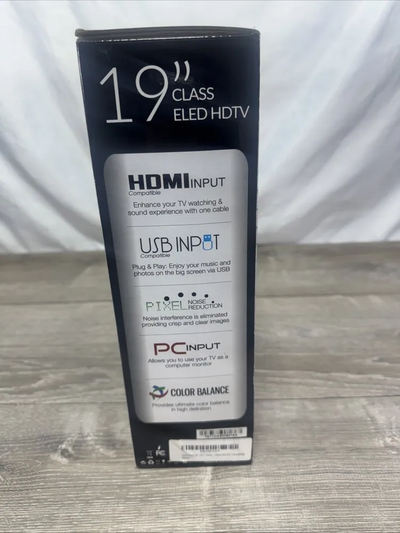 19" CLASS
ELED HDTV
HDMI INPUT
Compatible
Enhance your TV watching &
sound experience with one cable
USB INPUT
Compatible
Plug & Play: Enjoy your music and
photos on the big screen via USB
PIXEL NOISE
REDUCTION
Noise interference is eliminated
providing crisp and clear images
PC INPUT
Allows you to use your TV as a
computer monitor
COLOR BALANCE
Provides ultimate color balance
in high definition